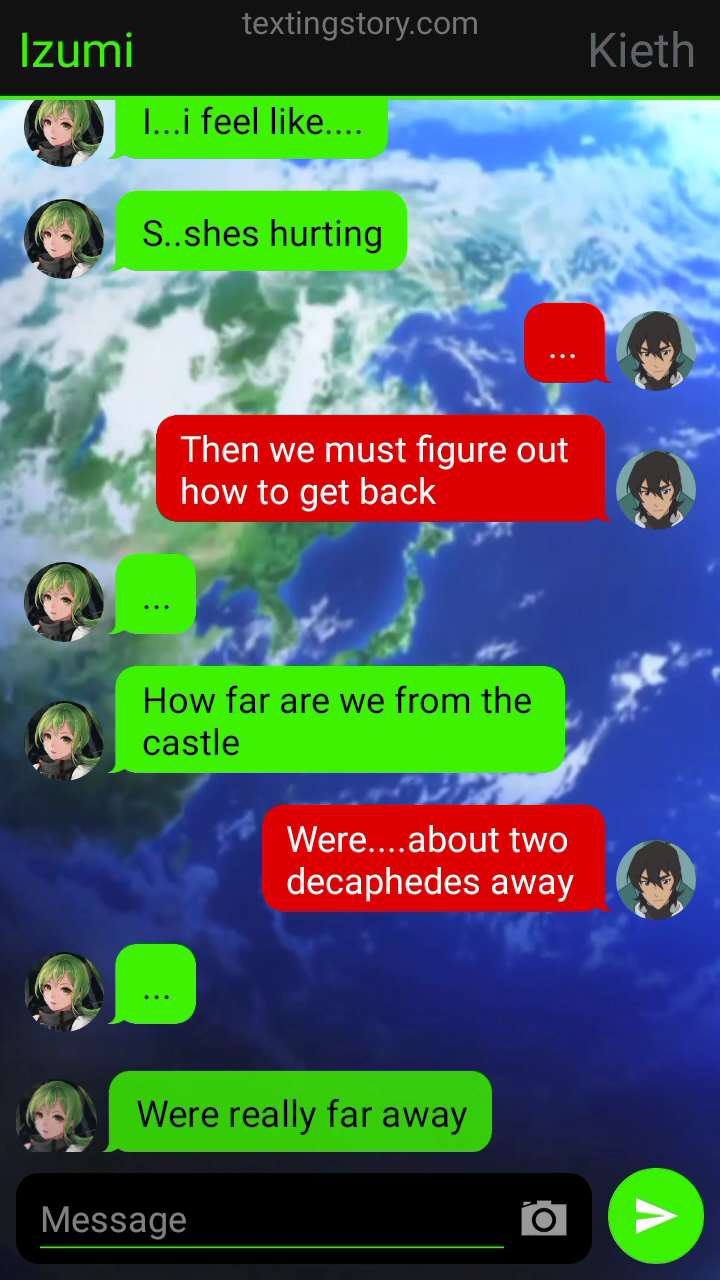 textingstory.com
Izumi
Kieth
I...i feel like....
S..shes hurting
...
Then we must figure out
how to get back
...
How far are we from the
castle
Were....about two
decaphedes away
...
Were really far away
Message